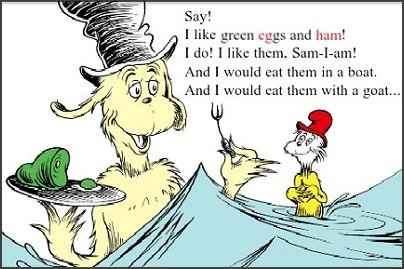 Say!
I like green eggs and ham!
I do! I like them, Sam-I-am!
And I would eat them in a boat.
And I would eat them with a goat...